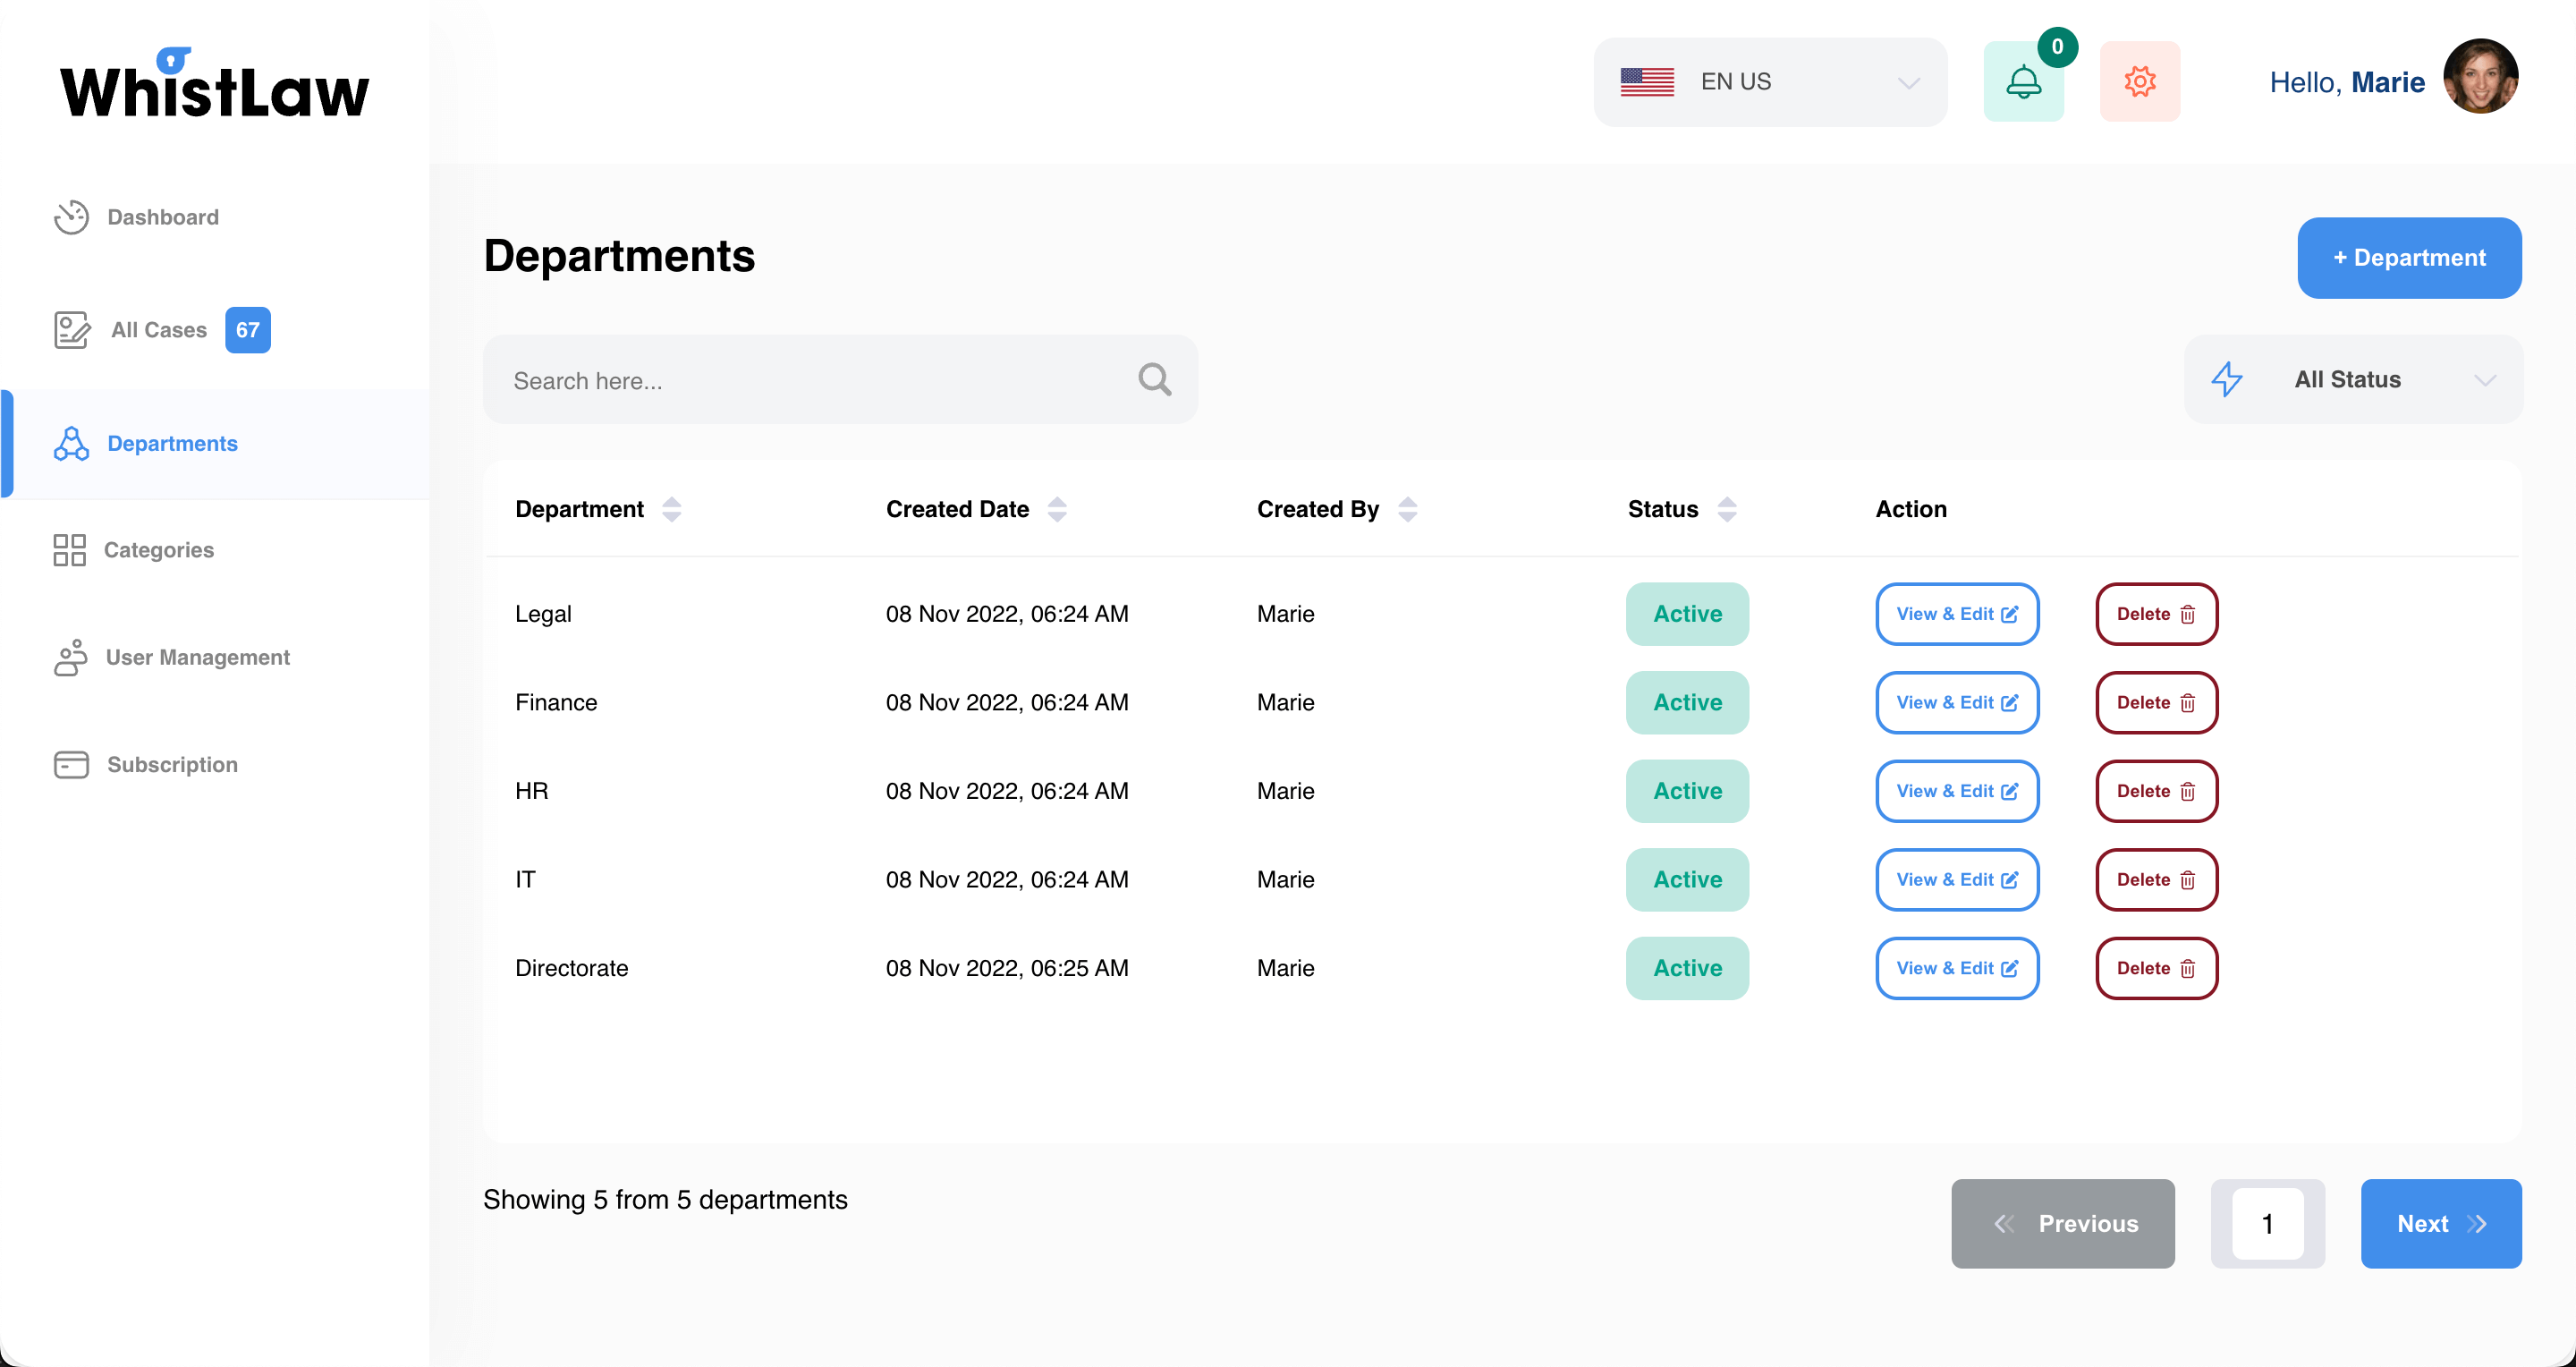 WhistLaw
EN US
0
Hello, Marie
Dashboard
All Cases 67
Departments
Categories
User Management
Subscription
Departments
+ Department
Search here...
All Status
Department Created Date Created By Status Action
Legal 08 Nov 2022, 06:24 AM Marie Active View & Edit Delete
Finance 08 Nov 2022, 06:24 AM Marie Active View & Edit Delete
HR 08 Nov 2022, 06:24 AM Marie Active View & Edit Delete
IT 08 Nov 2022, 06:24 AM Marie Active View & Edit Delete
Directorate 08 Nov 2022, 06:25 AM Marie Active View & Edit Delete
Showing 5 from 5 departments
Previous 1 Next